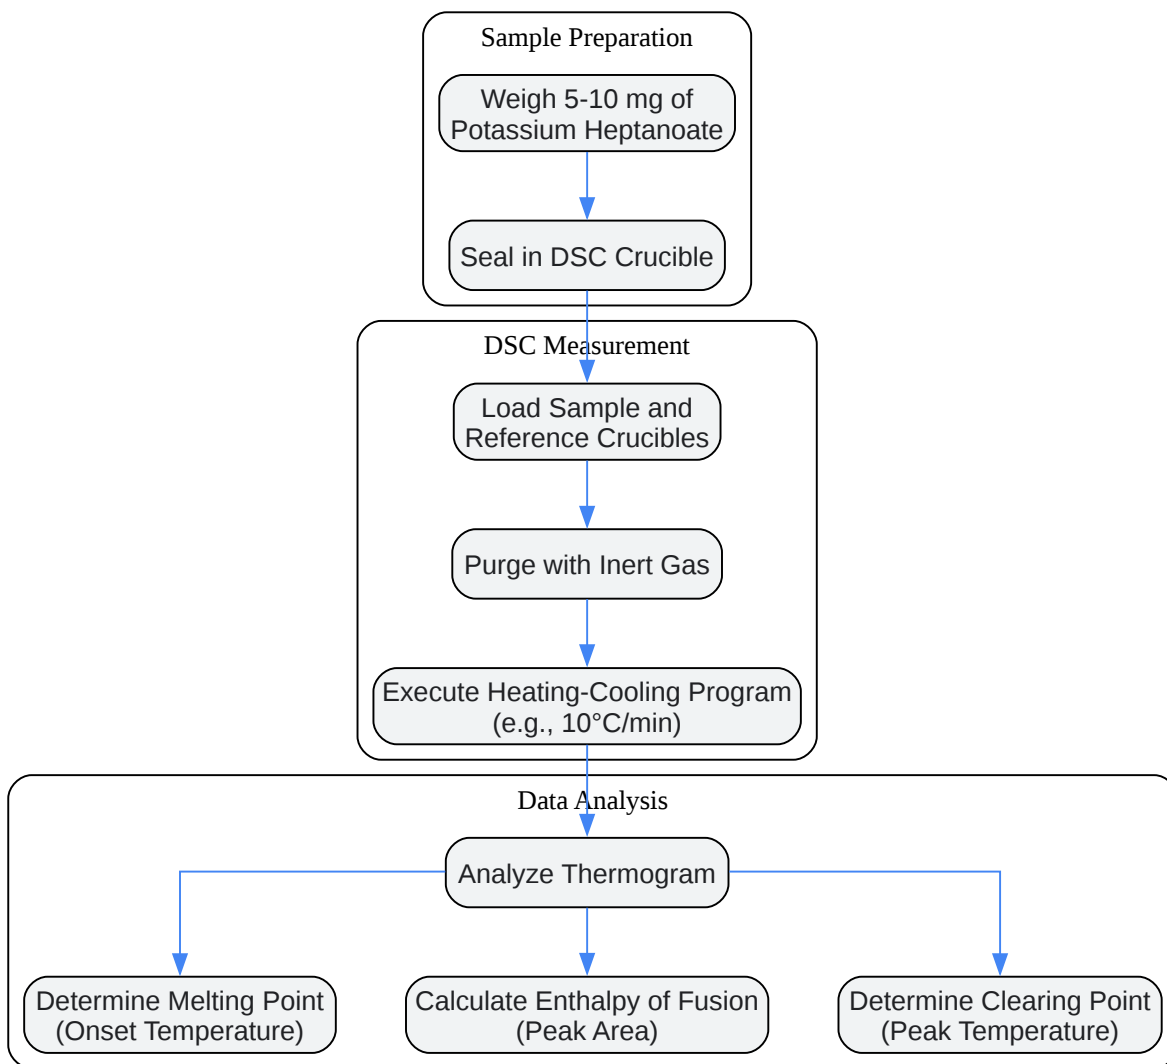 Sample Preparation
Weigh 5-10 mg of
Potassium Heptanoate
Seal in DSC Crucible
DSC Measurement
Load Sample and
Reference Crucibles
Purge with Inert Gas
Execute Heating-Cooling Program
(e.g., 10°C/min)
Data Analysis
Analyze Thermogram
Determine Melting Point
(Onset Temperature)
Calculate Enthalpy of Fusion
(Peak Area)
Determine Clearing Point
(Peak Temperature)